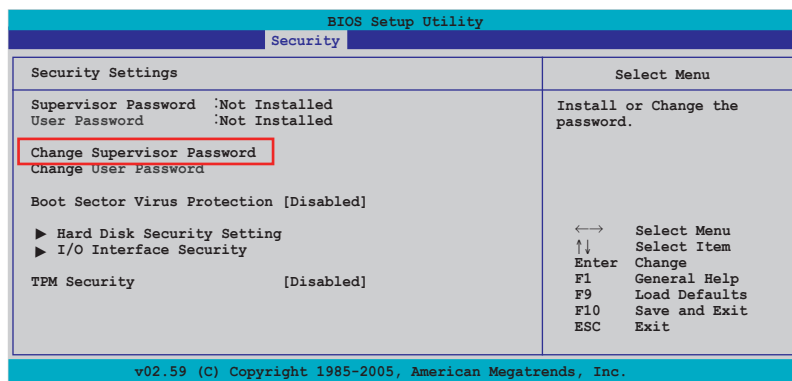 BIOS Setup Utility
Security
Security Settings
Supervisor Password :Not Installed
User Password :Not Installed
Change Supervisor Password
Change User Password
Boot Sector Virus Protection [Disabled]
▶ Hard Disk Security Setting
▶ I/O Interface Security
TPM Security [Disabled]
Select Menu
Install or Change the
password.
←→ Select Menu
↑↓ Select Item
Enter Change
F1 General Help
F9 Load Defaults
F10 Save and Exit
ESC Exit
v02.59 (C) Copyright 1985-2005, American Megatrends, Inc.